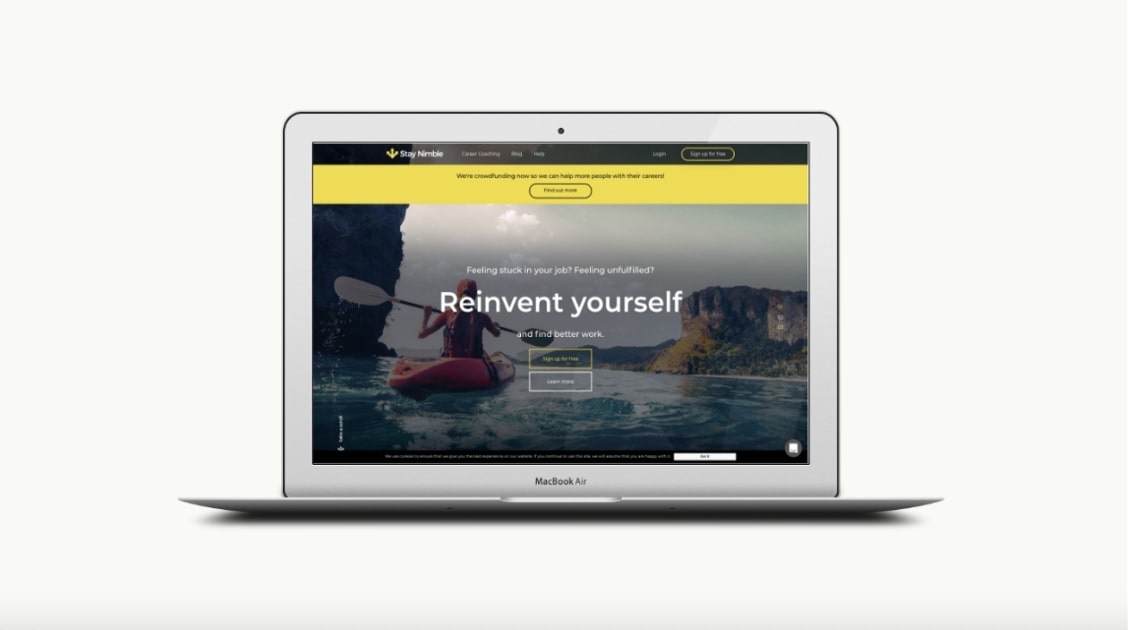 Stay Nimble
Career Coaching Blog Help Login Sign up for free
We're crowdfunding now so we can help more people with their careers!
Find out more
Feeling stuck in your job? Feeling unfulfilled?
Reinvent yourself
and find better work.
Sign up for free
Learn more
Take a scroll
We use cookies to ensure that we give you the best experience on our website. If you continue to use this site, we will assume that you are happy with it.
Got it
MacBook Air